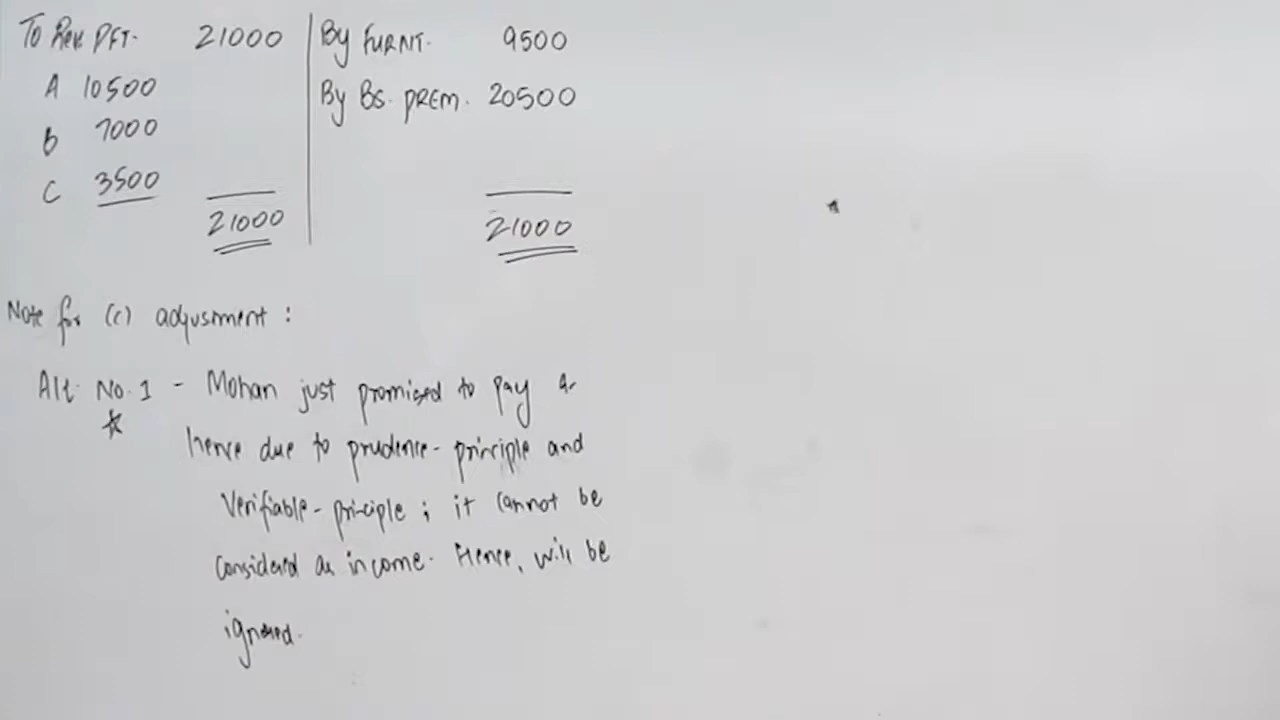 To Rev. PFT. 21000 By FURNT. 9500
A 10500 By BS. PREM. 20500
B 7000
C 3500
21000 21000
Note for (c) adjusment :
Alt. No. 1 - Mohan just promised to pay &
hence due to prudence - principle and
Verifiable - principle ; it cannot be
considered as income. Hence, will be
ignored.